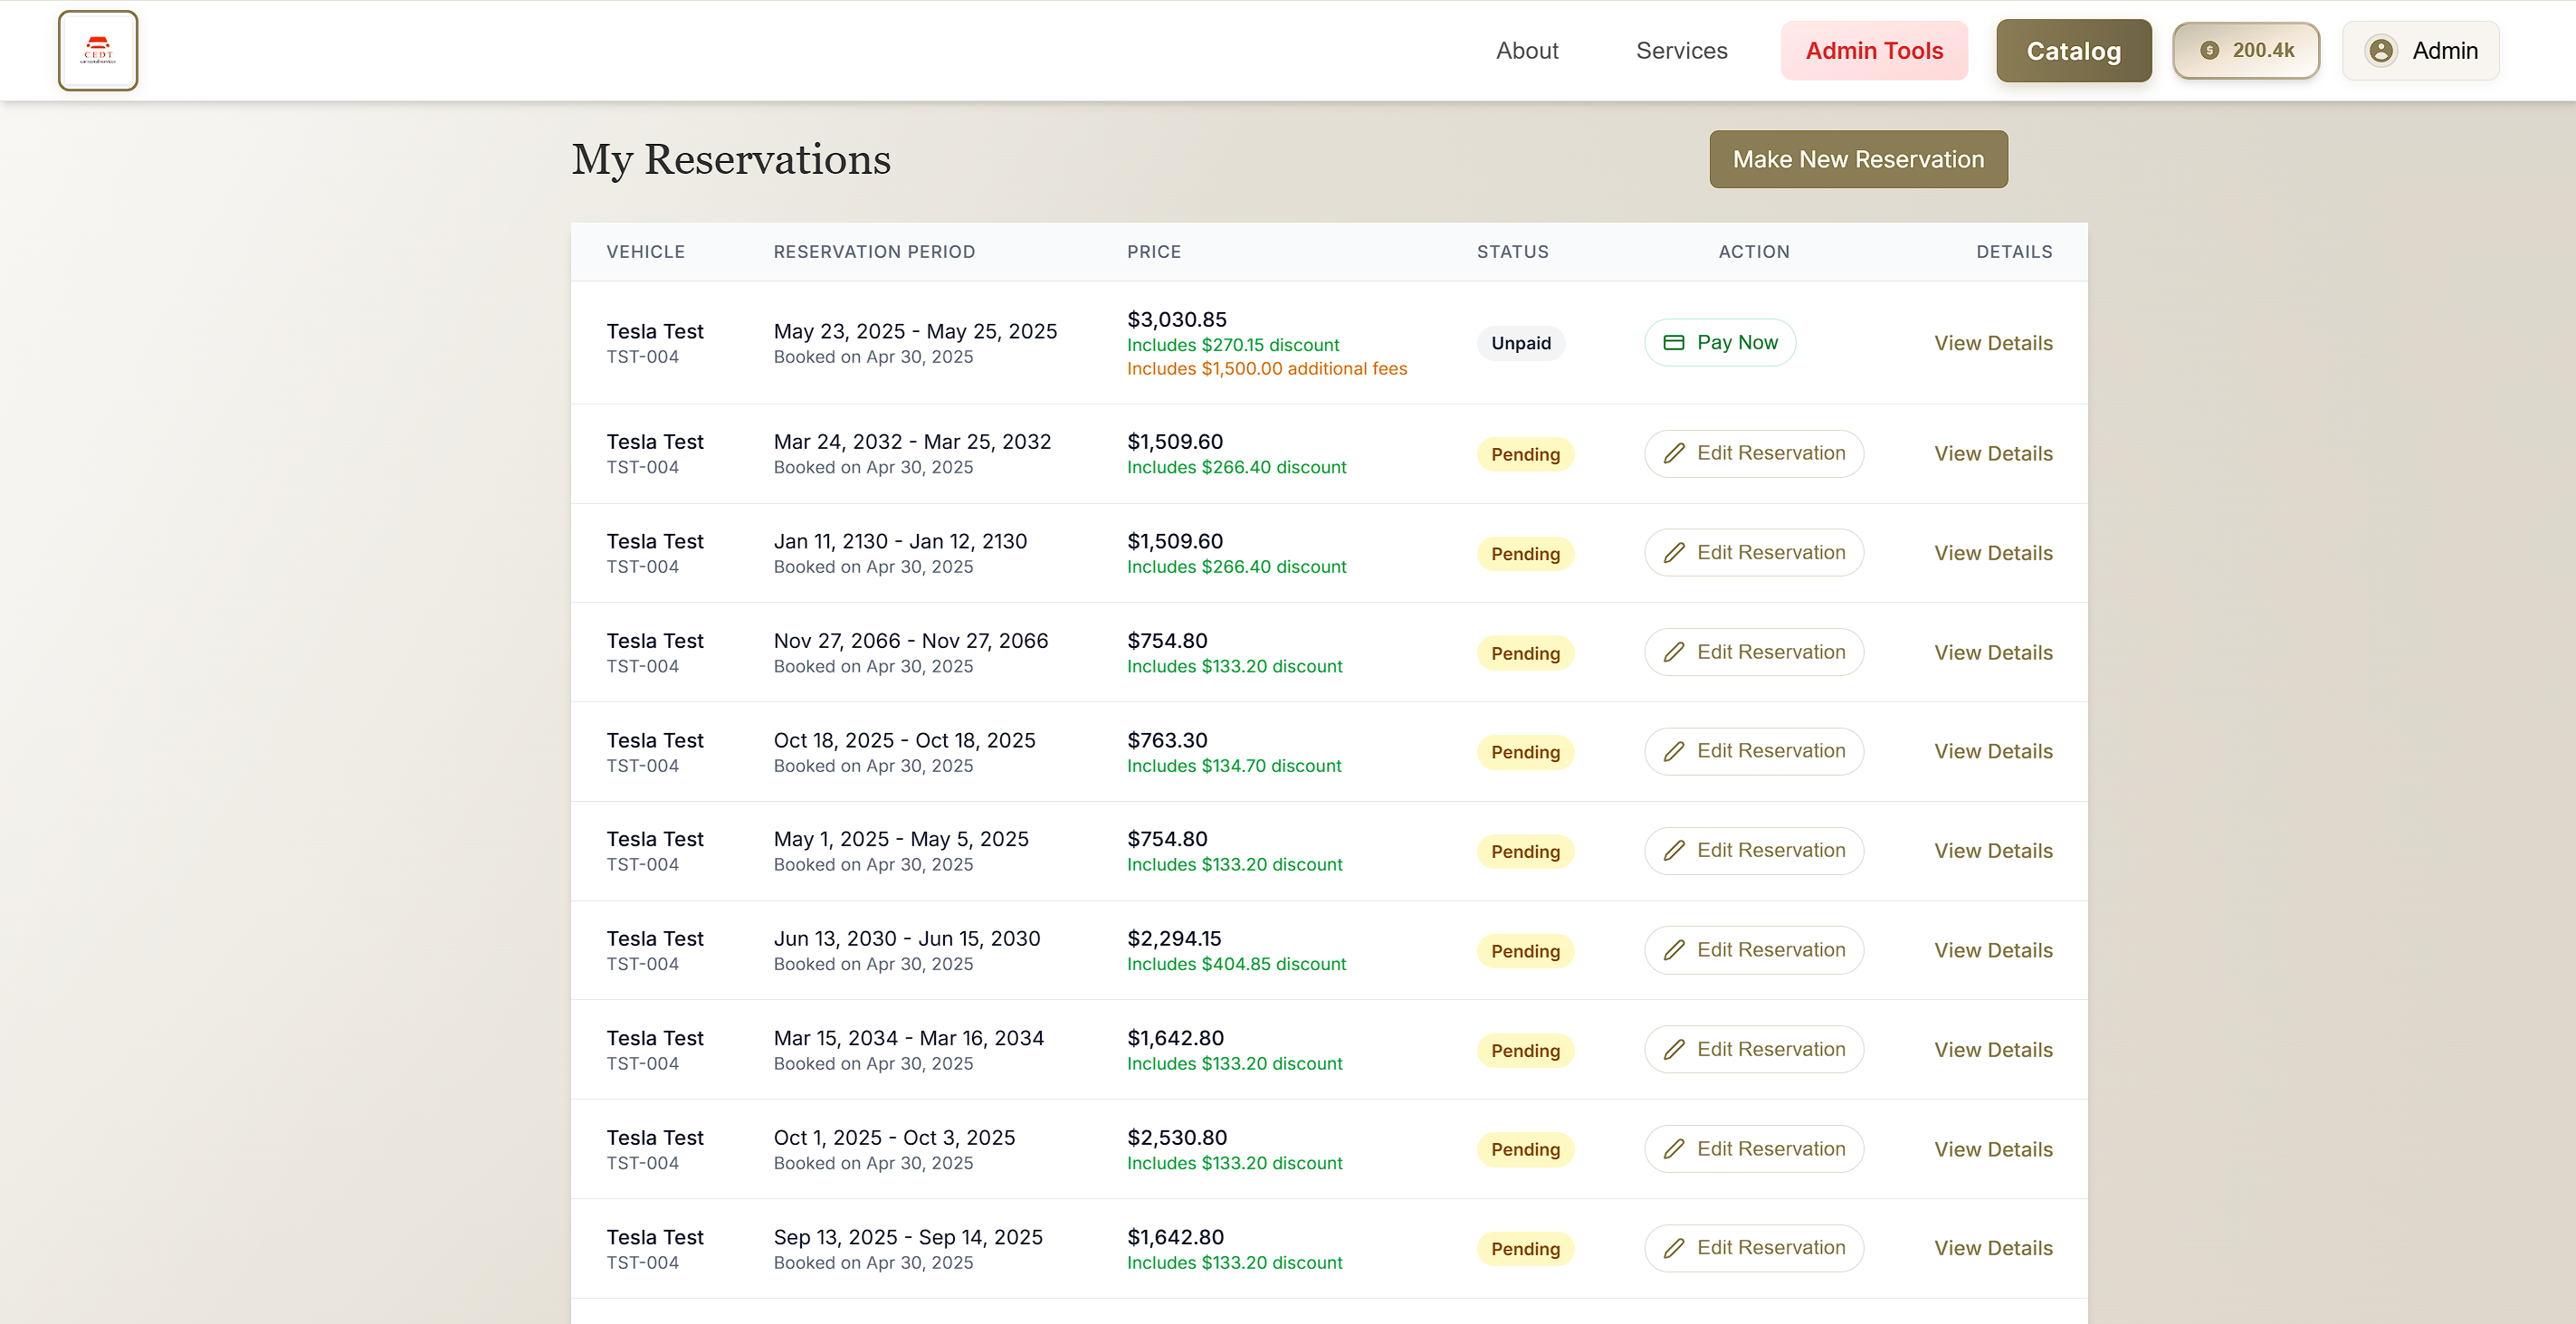 CEDT
About
Services
Admin Tools
Catalog
200.4k
Admin
My Reservations
Make New Reservation
VEHICLE RESERVATION PERIOD PRICE STATUS ACTION DETAILS
Tesla Test May 23, 2025 - May 25, 2025 $3,030.85 Unpaid Pay Now View Details
TST-004 Booked on Apr 30, 2025 Includes $270.15 discount
Includes $1,500.00 additional fees
Tesla Test Mar 24, 2032 - Mar 25, 2032 $1,509.60 Pending Edit Reservation View Details
TST-004 Booked on Apr 30, 2025 Includes $266.40 discount
Tesla Test Jan 11, 2130 - Jan 12, 2130 $1,509.60 Pending Edit Reservation View Details
TST-004 Booked on Apr 30, 2025 Includes $266.40 discount
Tesla Test Nov 27, 2066 - Nov 27, 2066 $754.80 Pending Edit Reservation View Details
TST-004 Booked on Apr 30, 2025 Includes $133.20 discount
Tesla Test Oct 18, 2025 - Oct 18, 2025 $763.30 Pending Edit Reservation View Details
TST-004 Booked on Apr 30, 2025 Includes $134.70 discount
Tesla Test May 1, 2025 - May 5, 2025 $754.80 Pending Edit Reservation View Details
TST-004 Booked on Apr 30, 2025 Includes $133.20 discount
Tesla Test Jun 13, 2030 - Jun 15, 2030 $2,294.15 Pending Edit Reservation View Details
TST-004 Booked on Apr 30, 2025 Includes $404.85 discount
Tesla Test Mar 15, 2034 - Mar 16, 2034 $1,642.80 Pending Edit Reservation View Details
TST-004 Booked on Apr 30, 2025 Includes $133.20 discount
Tesla Test Oct 1, 2025 - Oct 3, 2025 $2,530.80 Pending Edit Reservation View Details
TST-004 Booked on Apr 30, 2025 Includes $133.20 discount
Tesla Test Sep 13, 2025 - Sep 14, 2025 $1,642.80 Pending Edit Reservation View Details
TST-004 Booked on Apr 30, 2025 Includes $133.20 discount